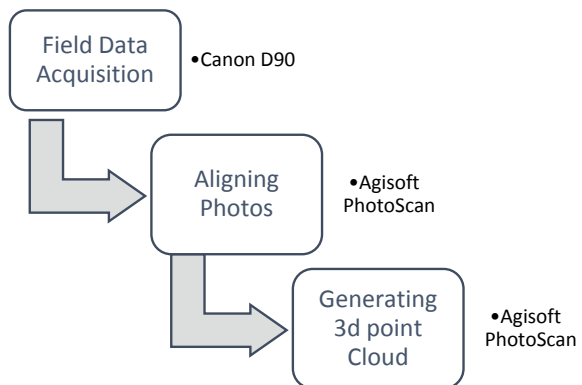 Field Data
Acquisition
•Canon D90
Aligning
Photos
•Agisoft
PhotoScan
Generating
3d point
Cloud
•Agisoft
PhotoScan